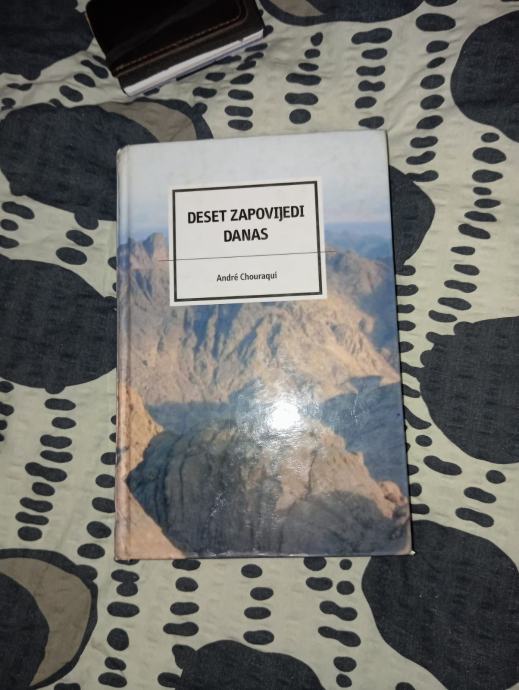 DESET ZAPOVIJEDI
DANAS
André Chouraqui